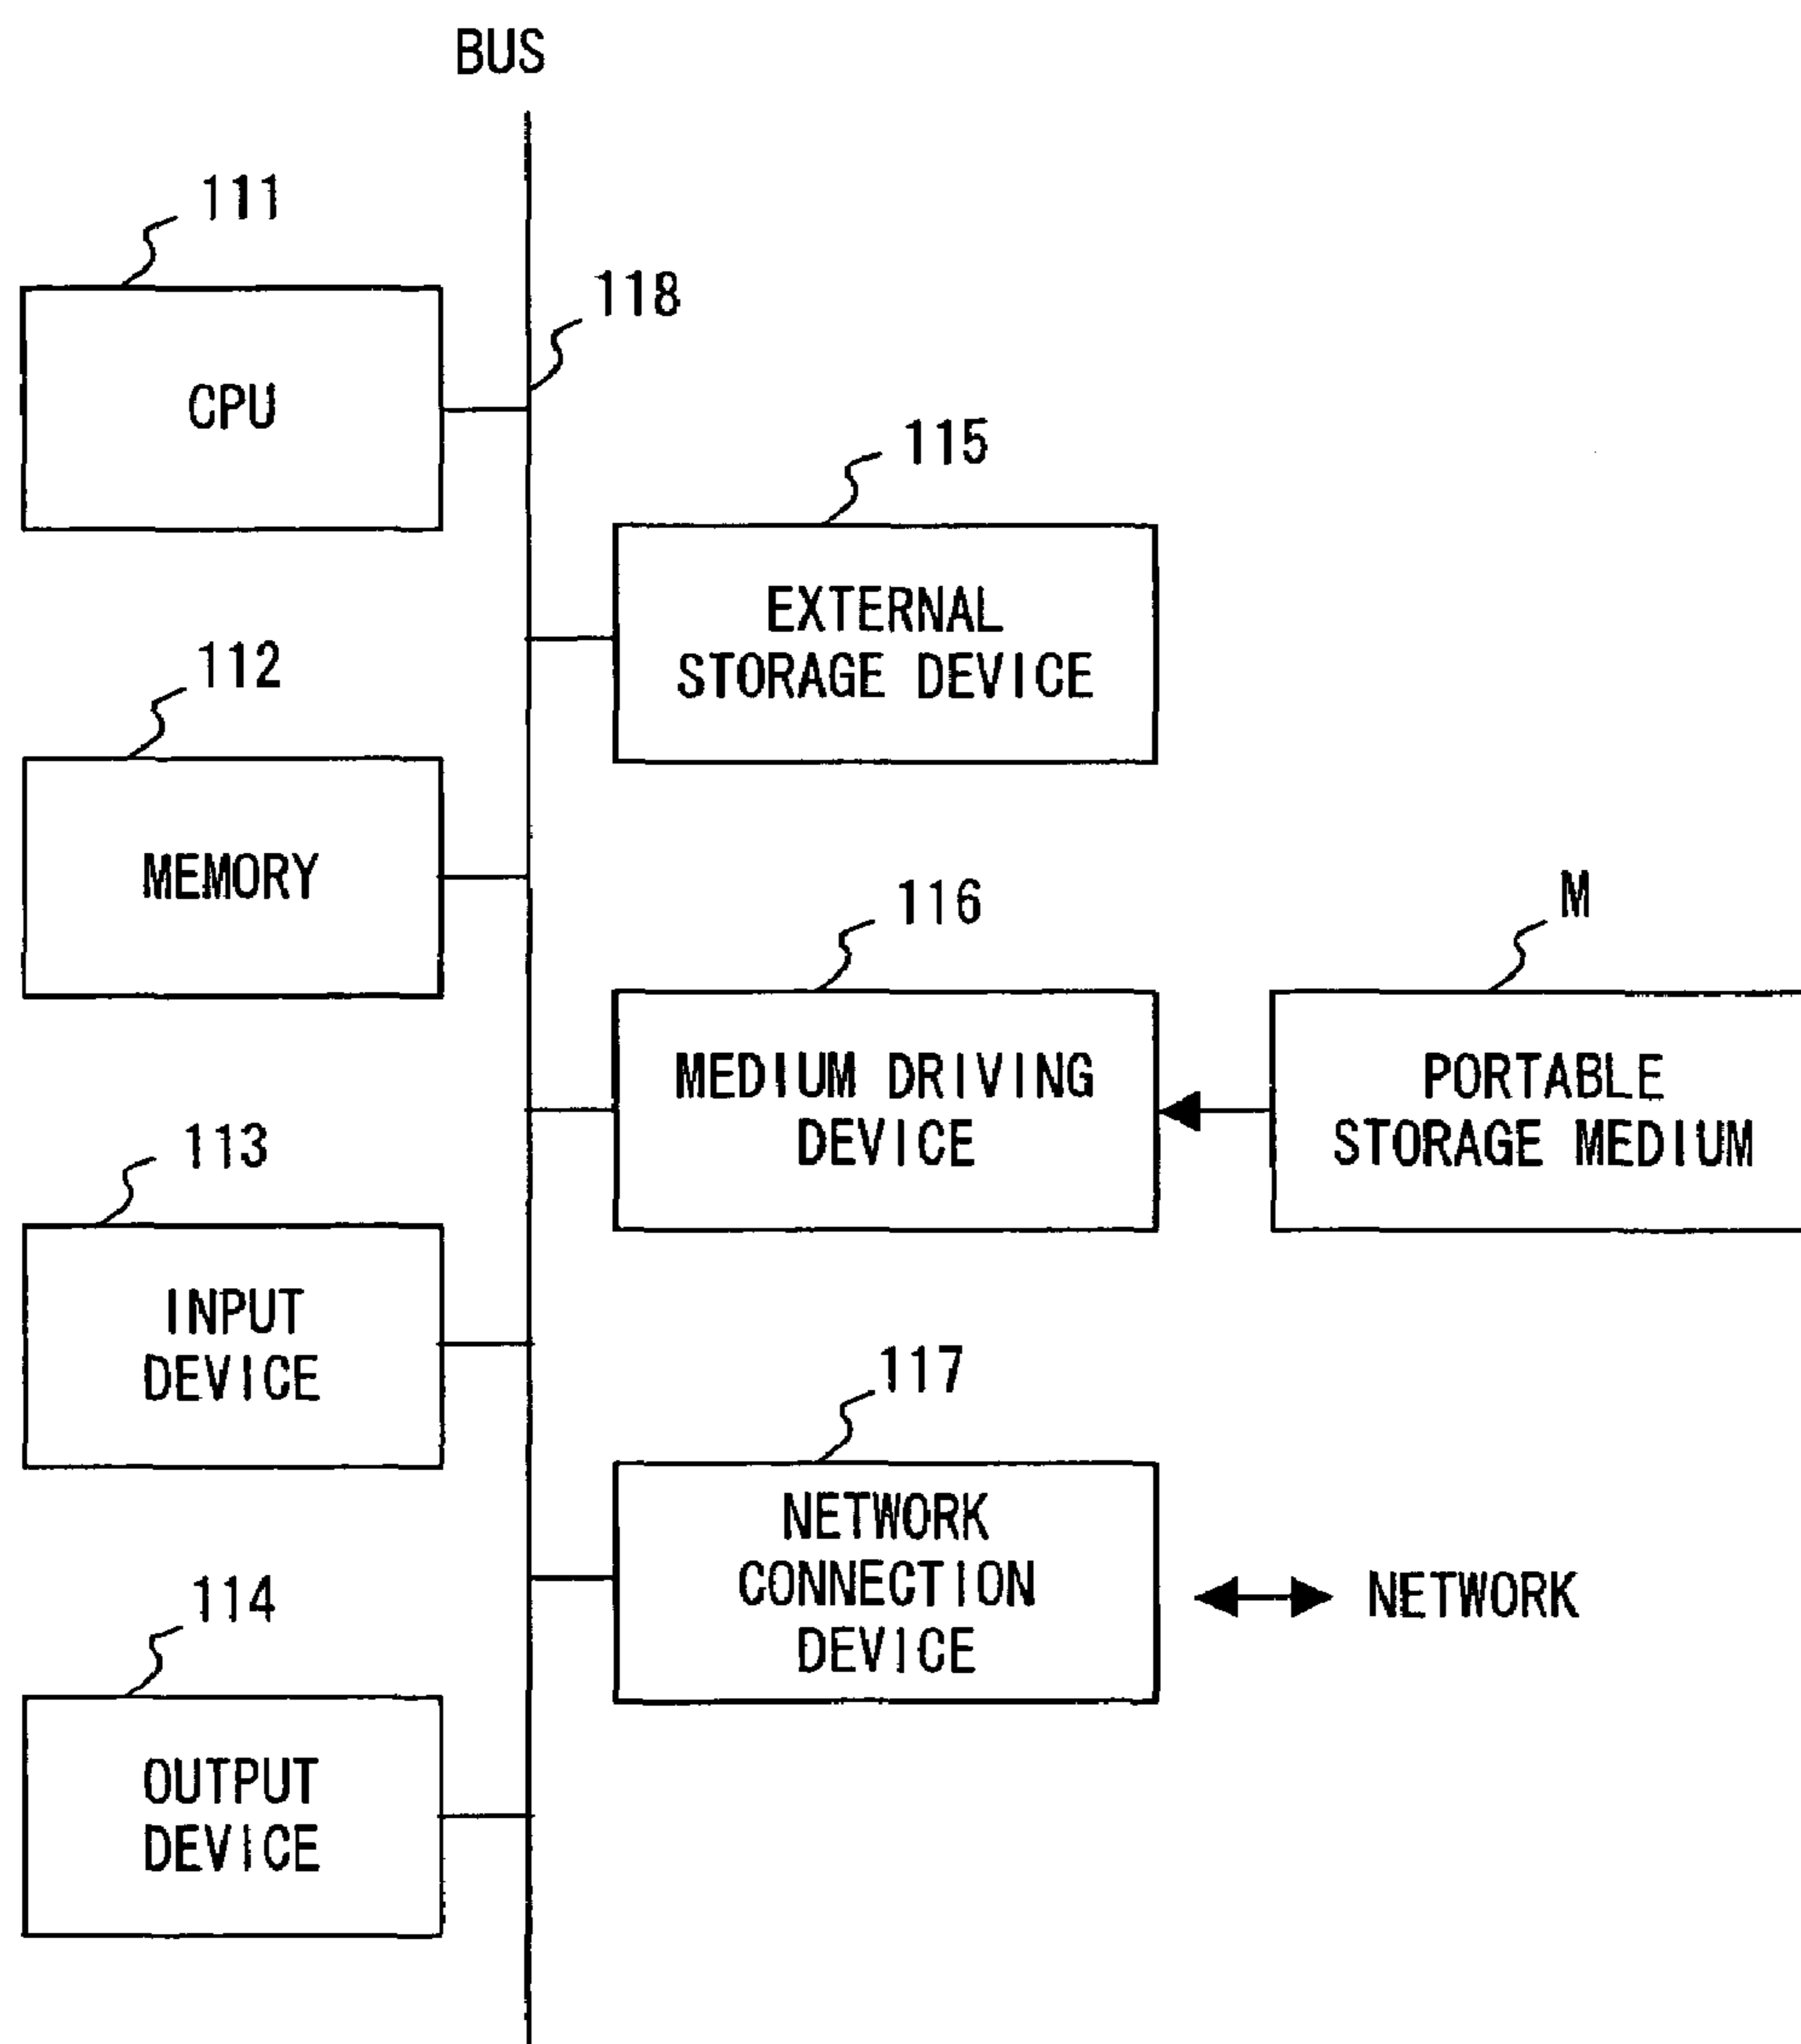 BUS
111
118
CPU
115
EXTERNAL
STORAGE DEVICE
112
MEMORY
116
M
MEDIUM DRIVING
DEVICE
PORTABLE
STORAGE MEDIUM
113
INPUT
DEVICE
117
NETWORK
CONNECTION
DEVICE
NETWORK
114
OUTPUT
DEVICE